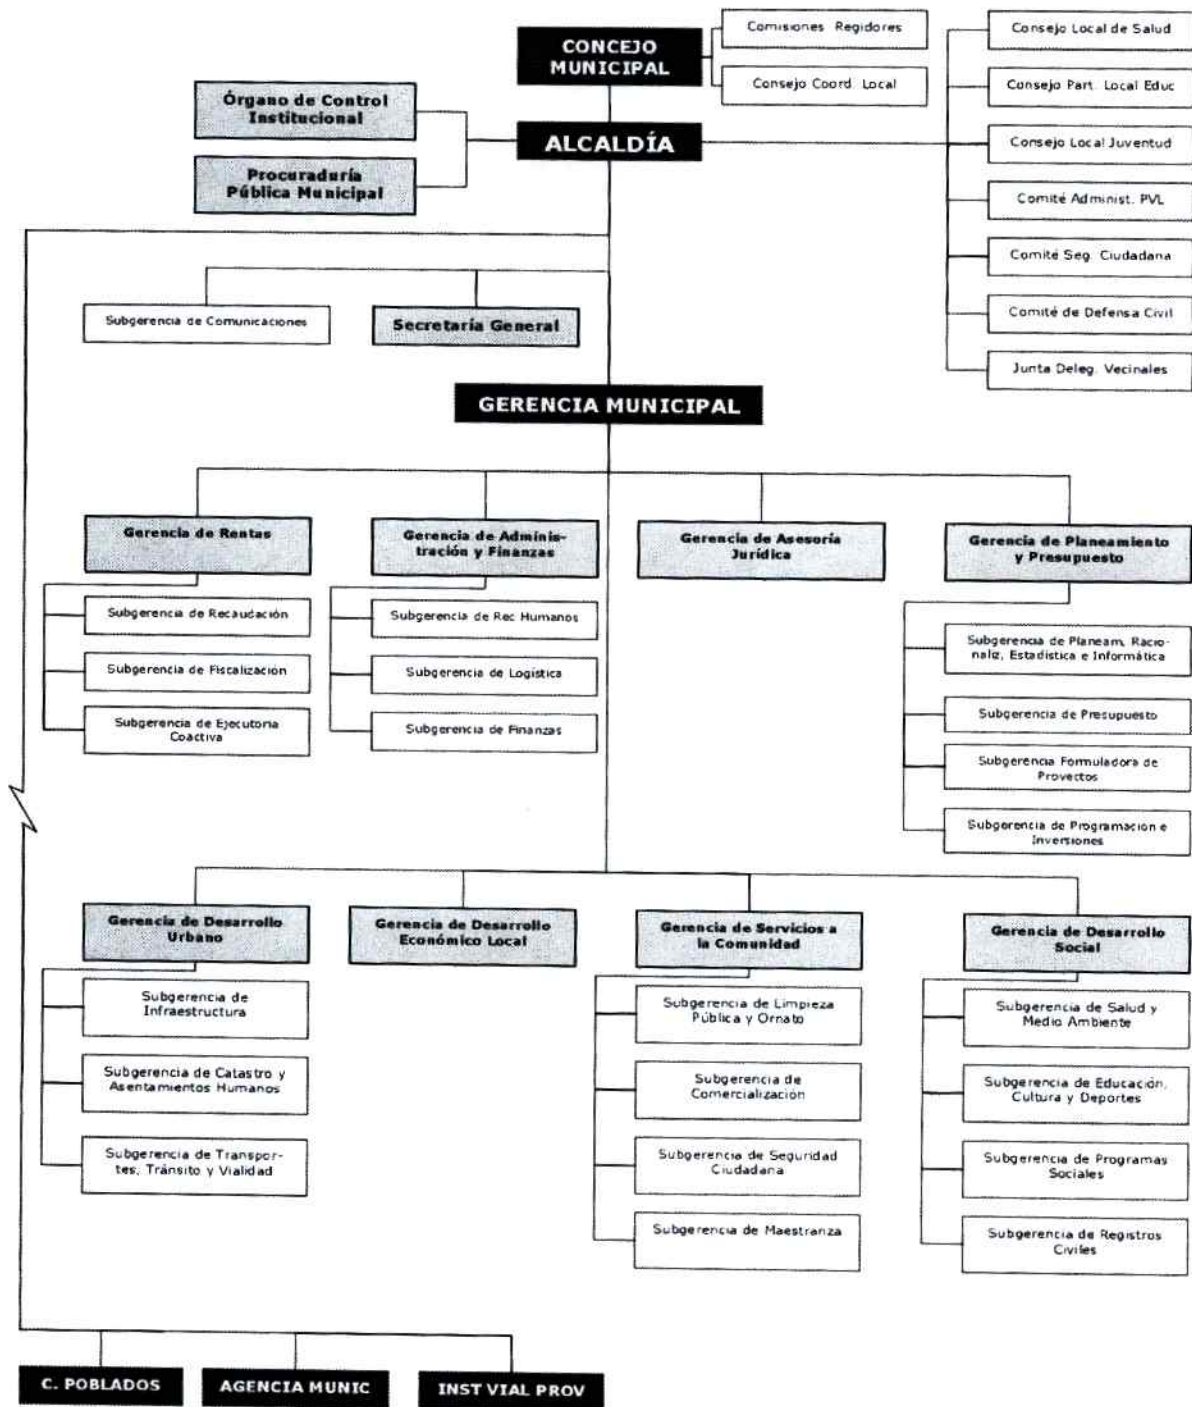 CONCEJO
MUNICIPAL
Comisiones Regidores
Consejo Coord. Local
Consejo Local de Salud
Consejo Part. Local Educ
Consejo Local Juventud
Comité Administ. PVL
Comité Seg. Ciudadana
Comité de Defensa Civil
Junta Deleg. Vecinales
Órgano de Control
Institucional
Procuraduría
Pública Municipal
ALCALDÍA
Subgerencia de Comunicaciones
Secretaría General
GERENCIA MUNICIPAL
Gerencia de Rentas
Subgerencia de Recaudación
Subgerencia de Fiscalización
Subgerencia de Ejecutoria
Coactiva
Gerencia de Adminis-
tración y Finanzas
Subgerencia de Rec Humanos
Subgerencia de Logística
Subgerencia de Finanzas
Gerencia de Asesoría
Jurídica
Gerencia de Planeamiento
y Presupuesto
Subgerencia de Planeam, Racio-
naliz, Estadística e Informática
Subgerencia de Presupuesto
Subgerencia Formuladora de
Proyectos
Subgerencia de Programación e
Inversiones
Gerencia de Desarrollo
Urbano
Subgerencia de
Infraestructura
Subgerencia de Catastro y
Asentamientos Humanos
Subgerencia de Transpor-
tes, Tránsito y Vialidad
Gerencia de Desarrollo
Económico Local
Gerencia de Servicios a
la Comunidad
Subgerencia de Limpieza
Pública y Ornato
Subgerencia de
Comercialización
Subgerencia de Seguridad
Ciudadana
Subgerencia de Maestranza
Gerencia de Desarrollo
Social
Subgerencia de Salud y
Medio Ambiente
Subgerencia de Educación,
Cultura y Deportes
Subgerencia de Programas
Sociales
Subgerencia de Registros
Civiles
C. POBLADOS
AGENCIA MUNIC
INST VIAL PROV